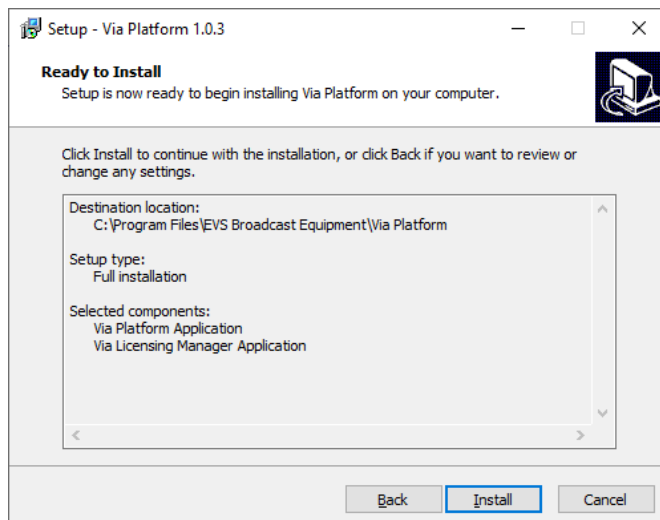 Setup - Via Platform 1.0.3
Ready to Install
Setup is now ready to begin installing Via Platform on your computer.
Click Install to continue with the installation, or click Back if you want to review or
change any settings.
Destination location:
C:\Program Files\EVS Broadcast Equipment\Via Platform
Setup type:
Full installation
Selected components:
Via Platform Application
Via Licensing Manager Application
Back Install Cancel